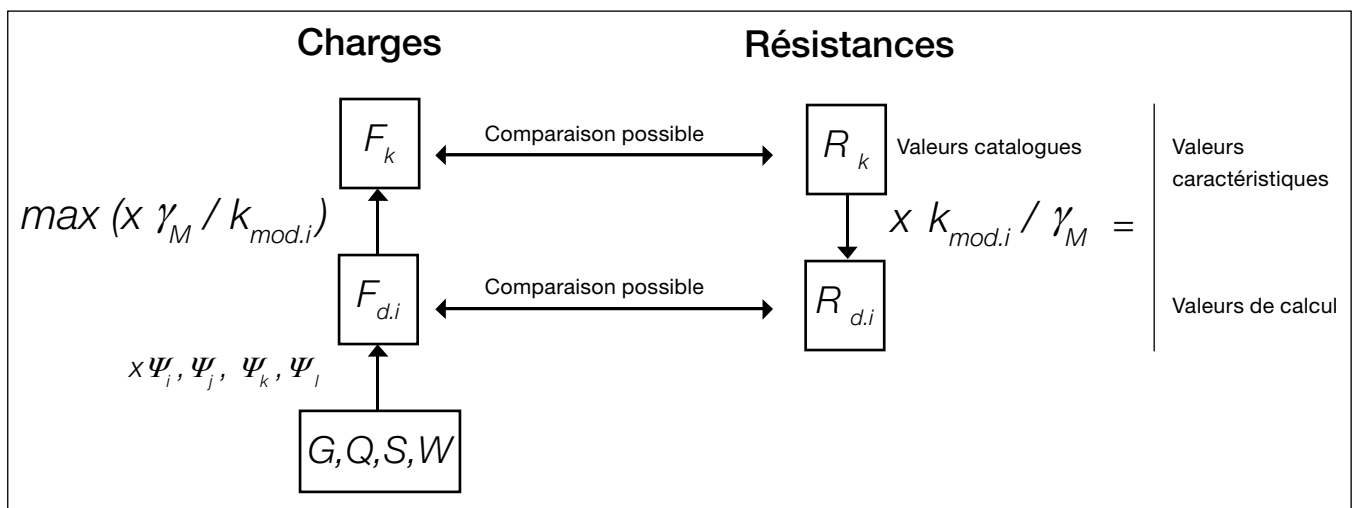 Charges
Résistances
F_k
Comparaison possible
R_k
Valeurs catalogues
Valeurs
caractéristiques
max (x γ_M / k_mod.i)
x k_mod.i / γ_M =
F_d.i
Comparaison possible
R_d.i
Valeurs de calcul
x Ψ_i, Ψ_j, Ψ_k, Ψ_l
G,Q,S,W